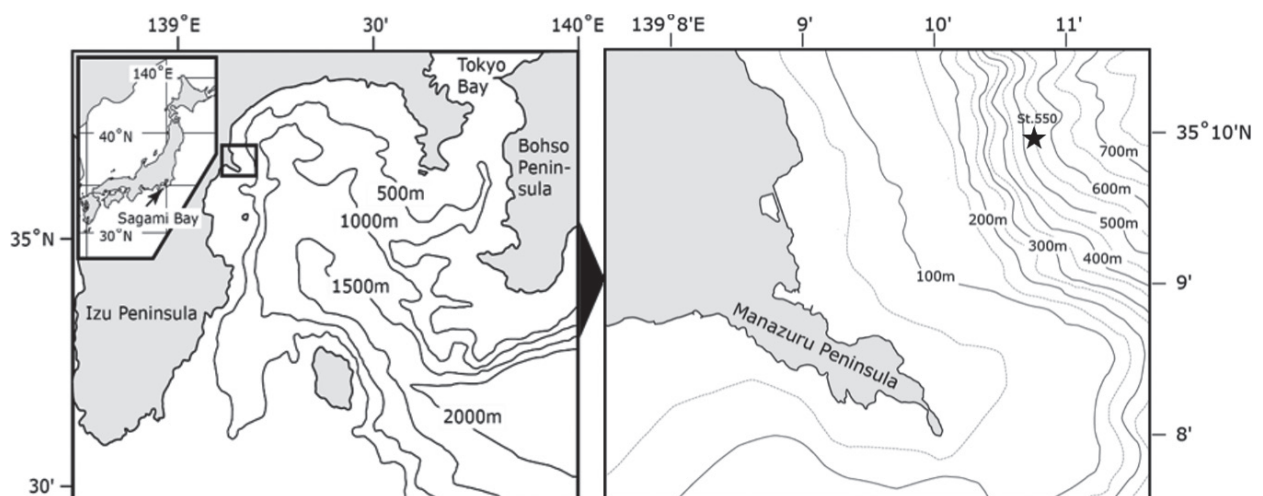 139˚E
30'
140˚E
139˚8'E
9'
10'
11'
140˚E
40˚N
Sagami Bay
30˚N
Tokyo
Bay
Bohso
Penin-
sula
500m
1000m
1500m
2000m
Izu Peninsula
35˚N
30'
St.550
700m
600m
500m
400m
300m
200m
100m
Manazuru Peninsula
35˚10'N
9'
8'